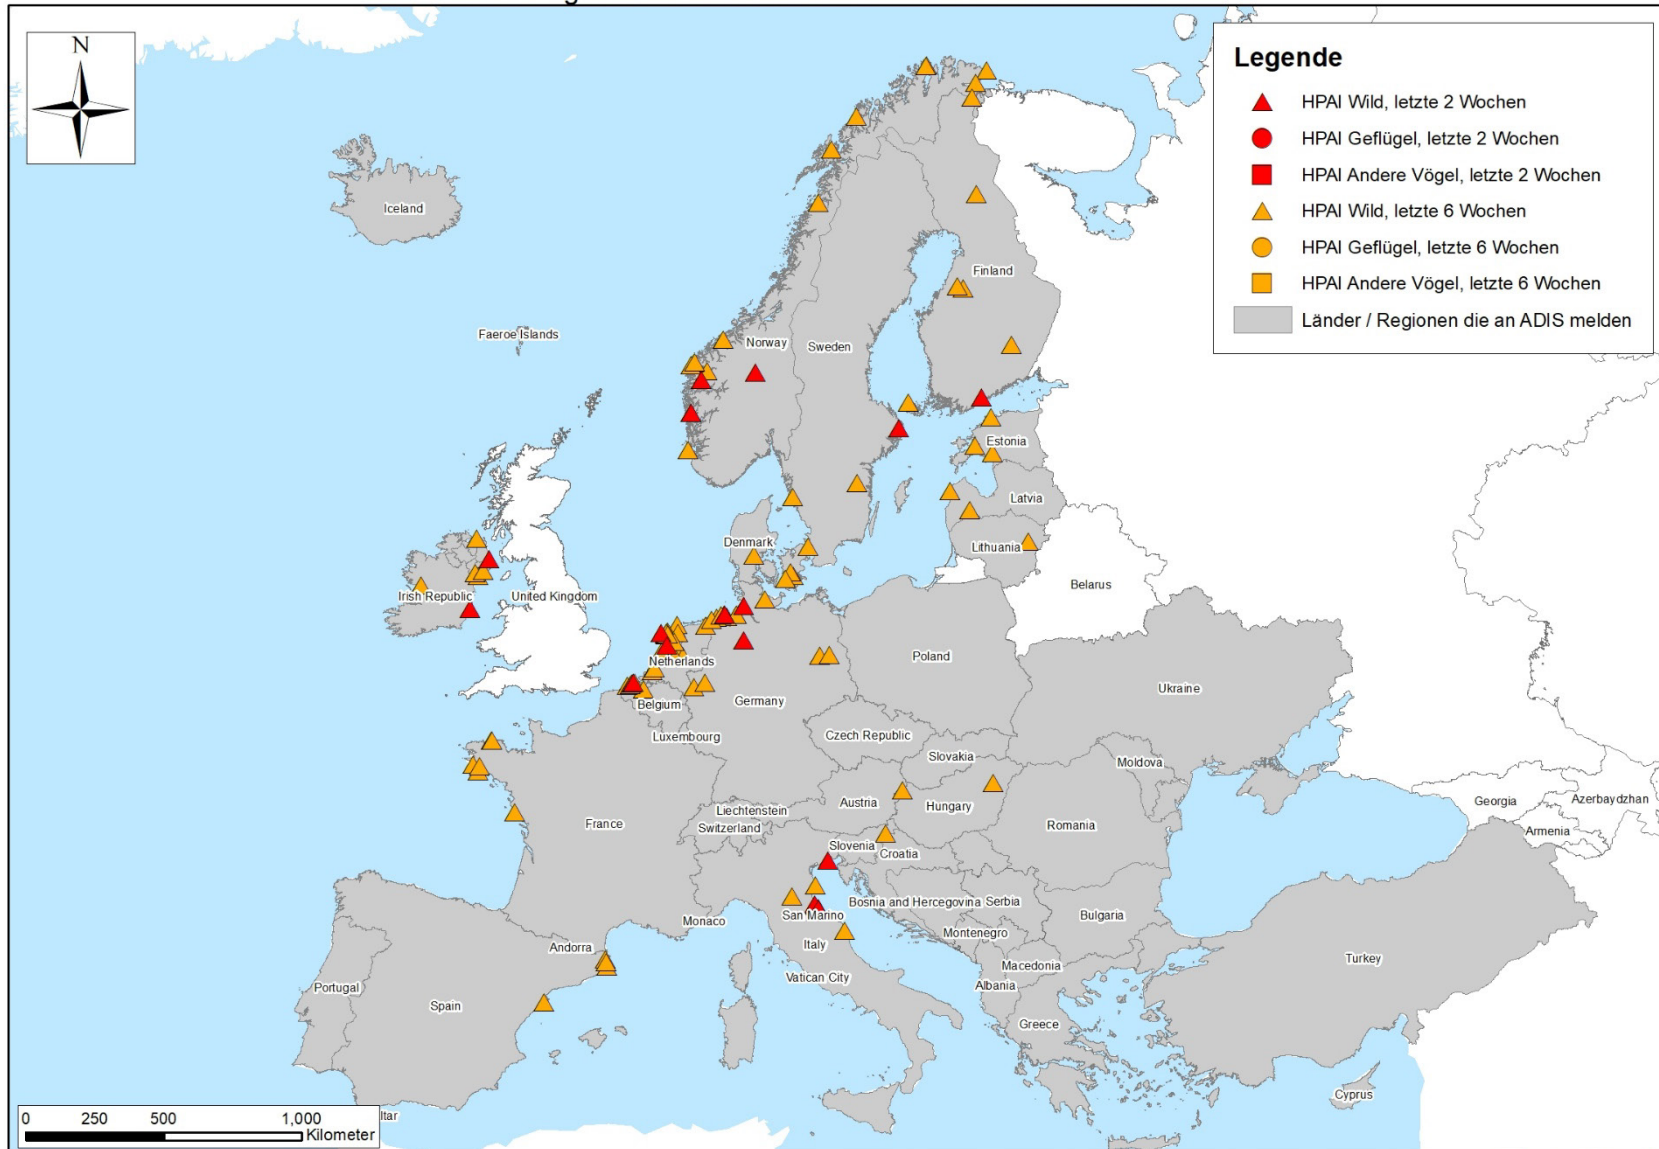 N
Legende
HPAI Wild, letzte 2 Wochen
HPAI Geflügel, letzte 2 Wochen
HPAI Andere Vögel, letzte 2 Wochen
HPAI Wild, letzte 6 Wochen
HPAI Geflügel, letzte 6 Wochen
HPAI Andere Vögel, letzte 6 Wochen
Länder / Regionen die an ADIS melden
Iceland
Finland
Faeroe Islands
Norway
Sweden
Estonia
Latvia
Denmark
Lithuania
Belarus
Irish Republic
United Kingdom
Netherlands
Poland
Ukraine
Belgium
Germany
Luxembourg
Czech Republic
Slovakia
Moldova
Austria
Hungary
Liechtenstein
Switzerland
France
Romania
Georgia
Azerbaydzhan
Armenia
Slovenia
Croatia
Bosnia and Hercegovina
Serbia
San Marino
Monaco
Bulgaria
Montenegro
Italy
Andorra
Macedonia
Turkey
Vatican City
Albania
Portugal
Spain
Greece
Cyprus
ltar
0 250 500 1,000
Kilometer